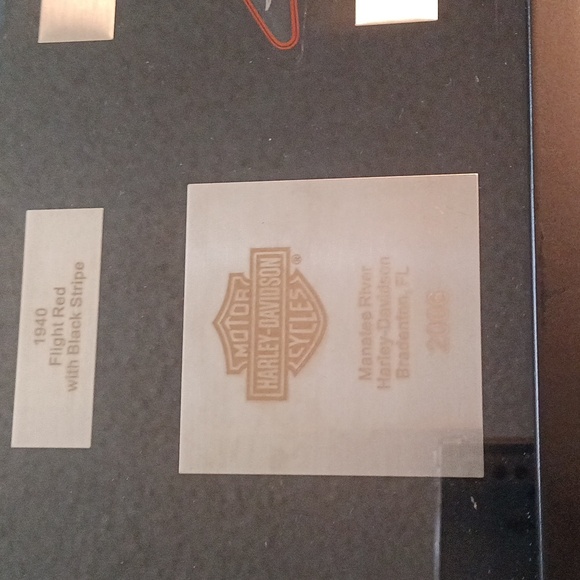 1940
Flight Red
with Black Stripe
MOTOR
HARLEY-DAVIDSON
®
CYCLES
Manatee River
Harley-Davidson
Bradenton, FL